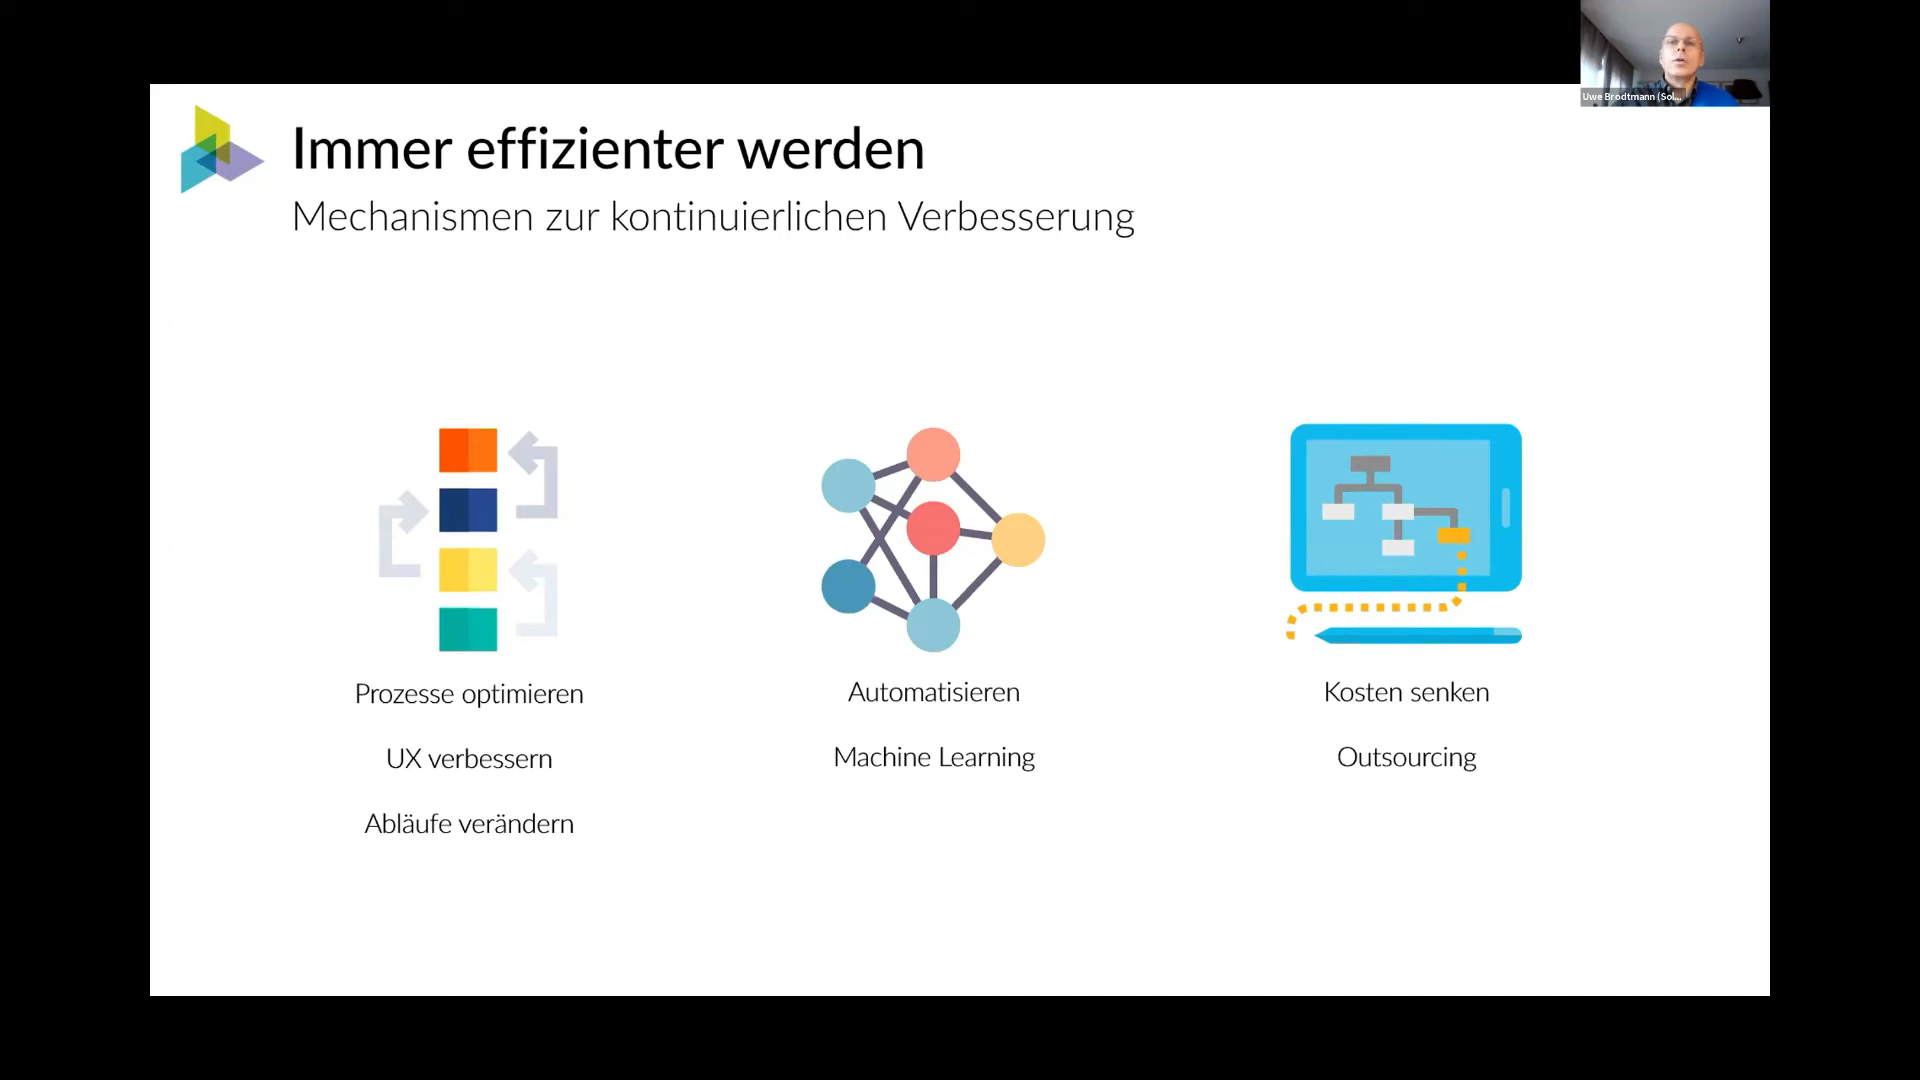 Uwe Brodtmann (Sol...
Immer effizienter werden
Mechanismen zur kontinuierlichen Verbesserung
Prozesse optimieren
UX verbessern
Abläufe verändern
Automatisieren
Machine Learning
Kosten senken
Outsourcing